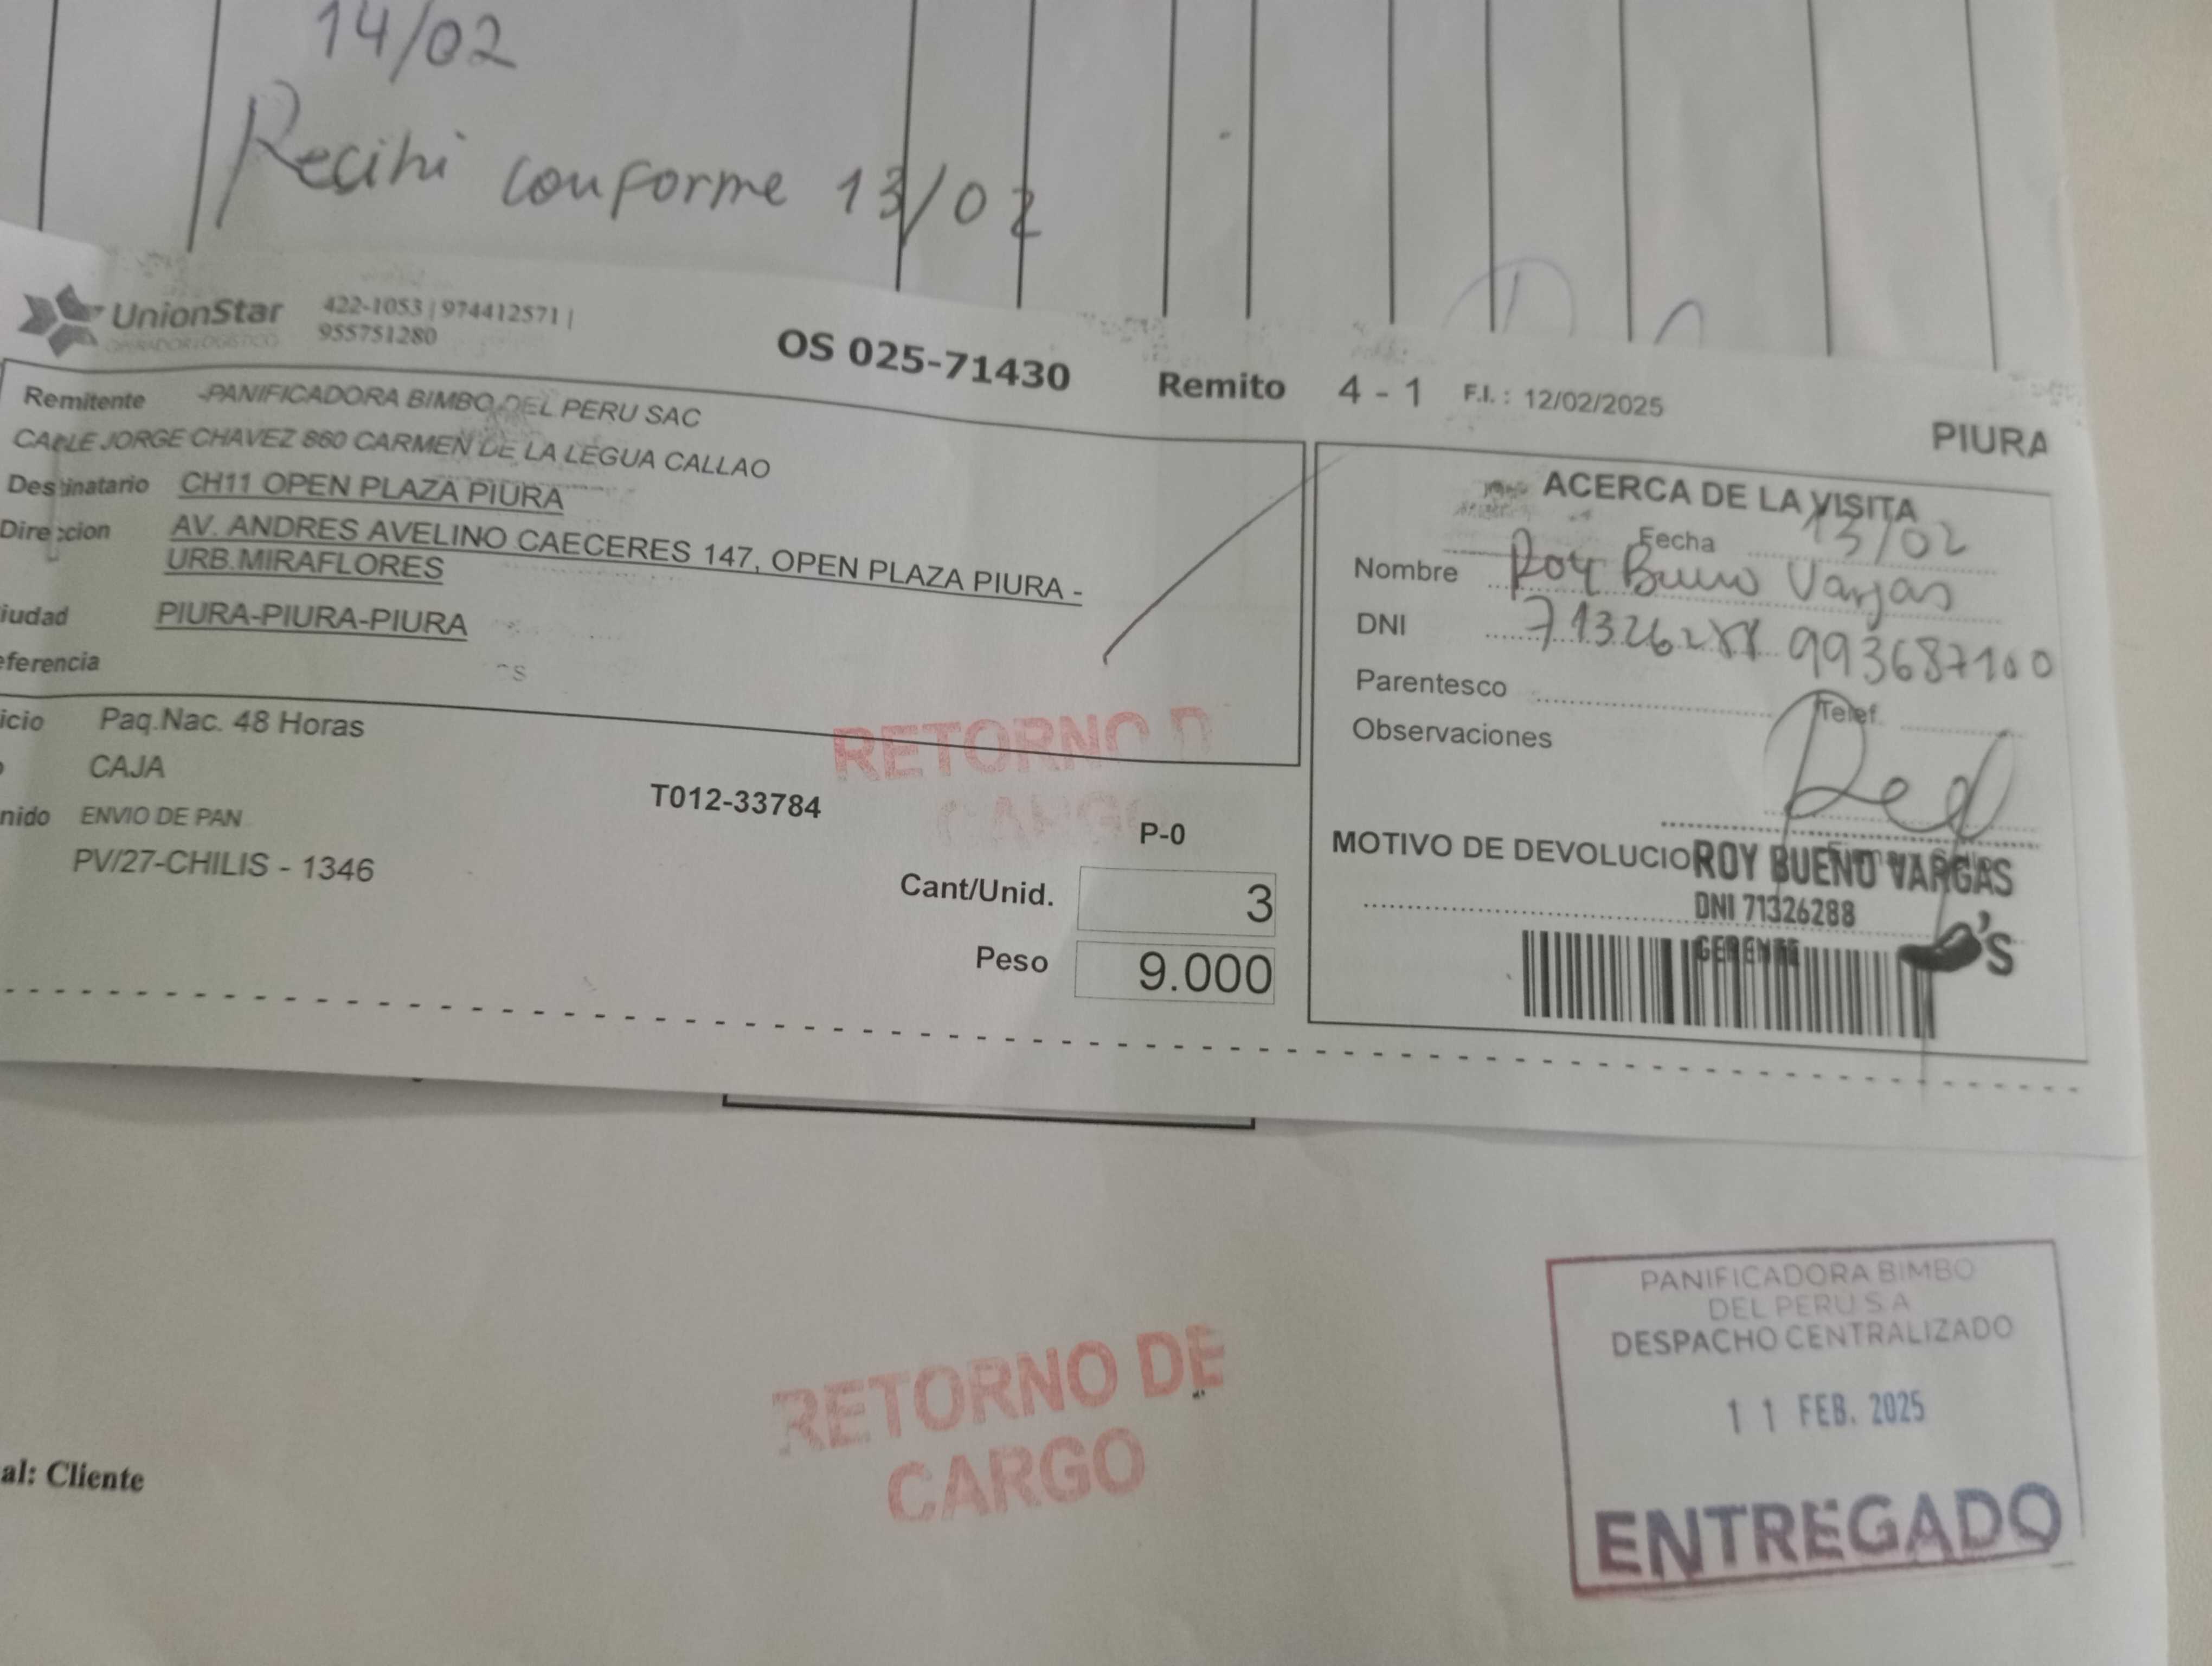 14/02
Recibi conforme 13/02
UnionStar
OPERADOR LOGISTICO
422-1053 | 974412571 |
955751280
OS 025-71430 Remito 4 - 1 F.I. : 12/02/2025
PIURA
Remitente -PANIFICADORA BIMBO DEL PERU SAC
CALLE JORGE CHAVEZ 860 CARMEN DE LA LEGUA CALLAO
Destinatario CH11 OPEN PLAZA PIURA
Direccion AV. ANDRES AVELINO CAECERES 147, OPEN PLAZA PIURA -
URB.MIRAFLORES
iudad PIURA-PIURA-PIURA
eferencia
icio Paq.Nac. 48 Horas
CAJA
nido ENVIO DE PAN
PV/27-CHILIS - 1346
T012-33784
RETORNO D
CARGO
P-0
Cant/Unid. 3
Peso 9.000
ACERCA DE LA VISITA
Fecha 13/02
Nombre Roy Bueno Vargas
DNI 71326288 993687100
Parentesco Telef.
Observaciones
MOTIVO DE DEVOLUCIO
ROY BUENO VARGAS
DNI 71326288
GERENTE
's
al: Cliente
RETORNO DE
CARGO
PANIFICADORA BIMBO
DEL PERU S.A
DESPACHO CENTRALIZADO
11 FEB. 2025
ENTREGADO